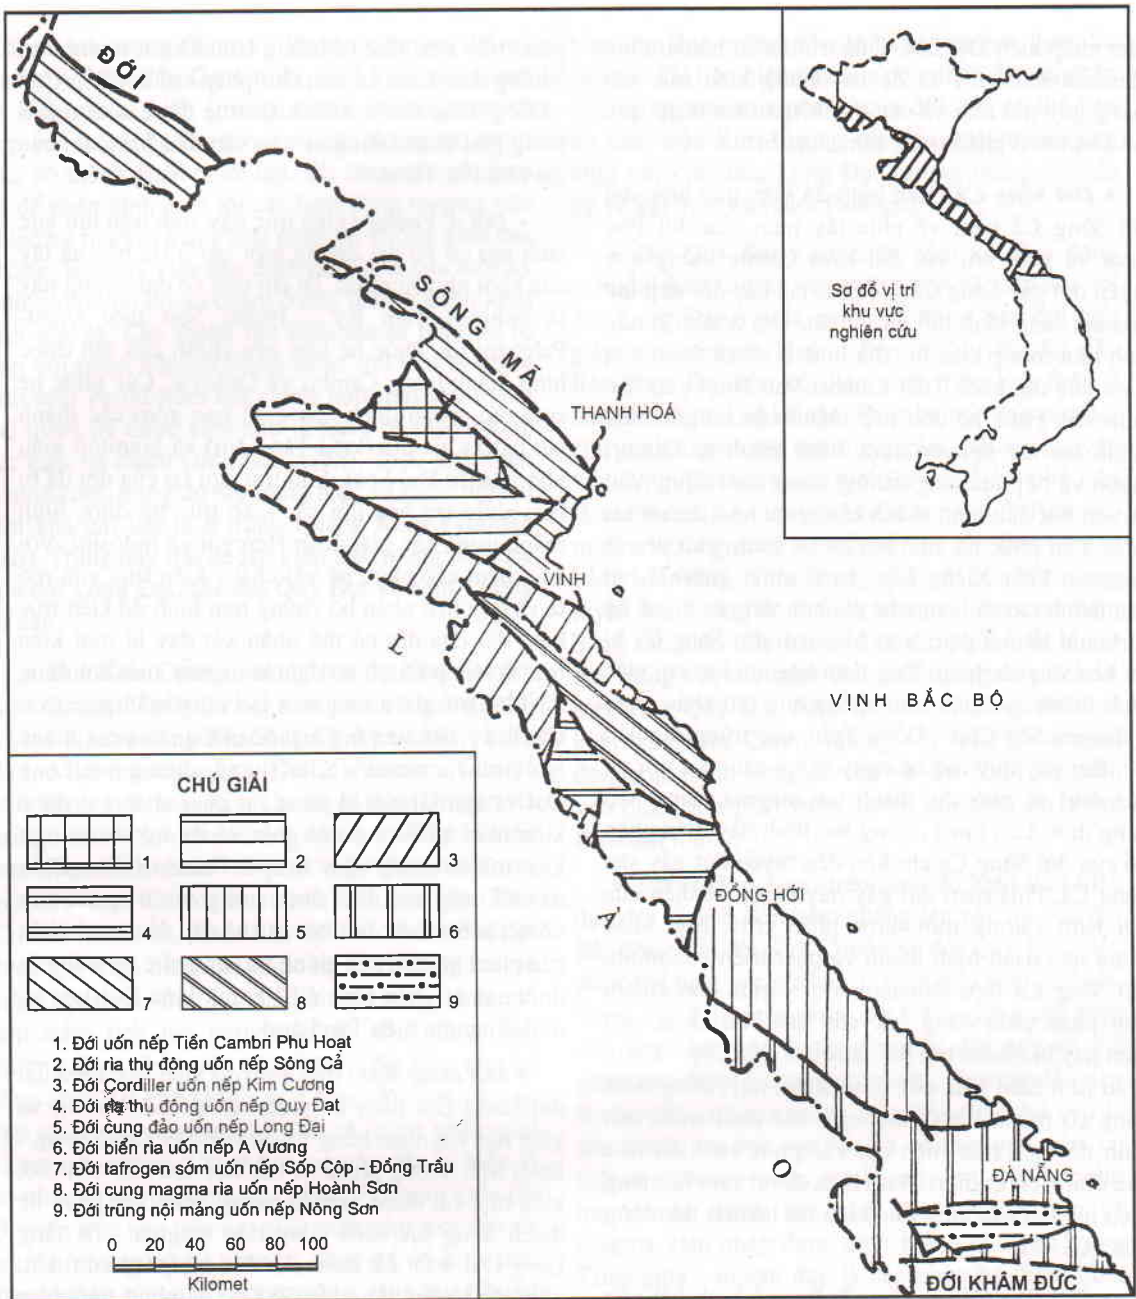 ĐỚI
SÔNG MÃ
THANH HOÁ
Sơ đồ vị trí
khu vực
nghiên cứu
VINH
L
VỊNH BẮC BỘ
CHÚ GIẢI
1
2
3
4
5
6
7
8
9
A
ĐỒNG HỚI
1. Đới uốn nếp Tiền Cambri Phu Hoạt
2. Đới rìa thụ động uốn nếp Sông Cả
3. Đới Cordiller uốn nếp Kim Cương
4. Đới rìa thụ động uốn nếp Quy Đạt
5. Đới cung đảo uốn nếp Long Đại
6. Đới biển rìa uốn nếp A Vương
7. Đới tafrogen sớm uốn nếp Sốp Cộp - Đồng Trầu
8. Đới cung magma rìa uốn nếp Hoành Sơn
9. Đới trũng nội mảng uốn nếp Nông Sơn
0 20 40 60 80 100
Kilomet
O
ĐÀ NẴNG
ĐỚI KHÂM ĐỨC